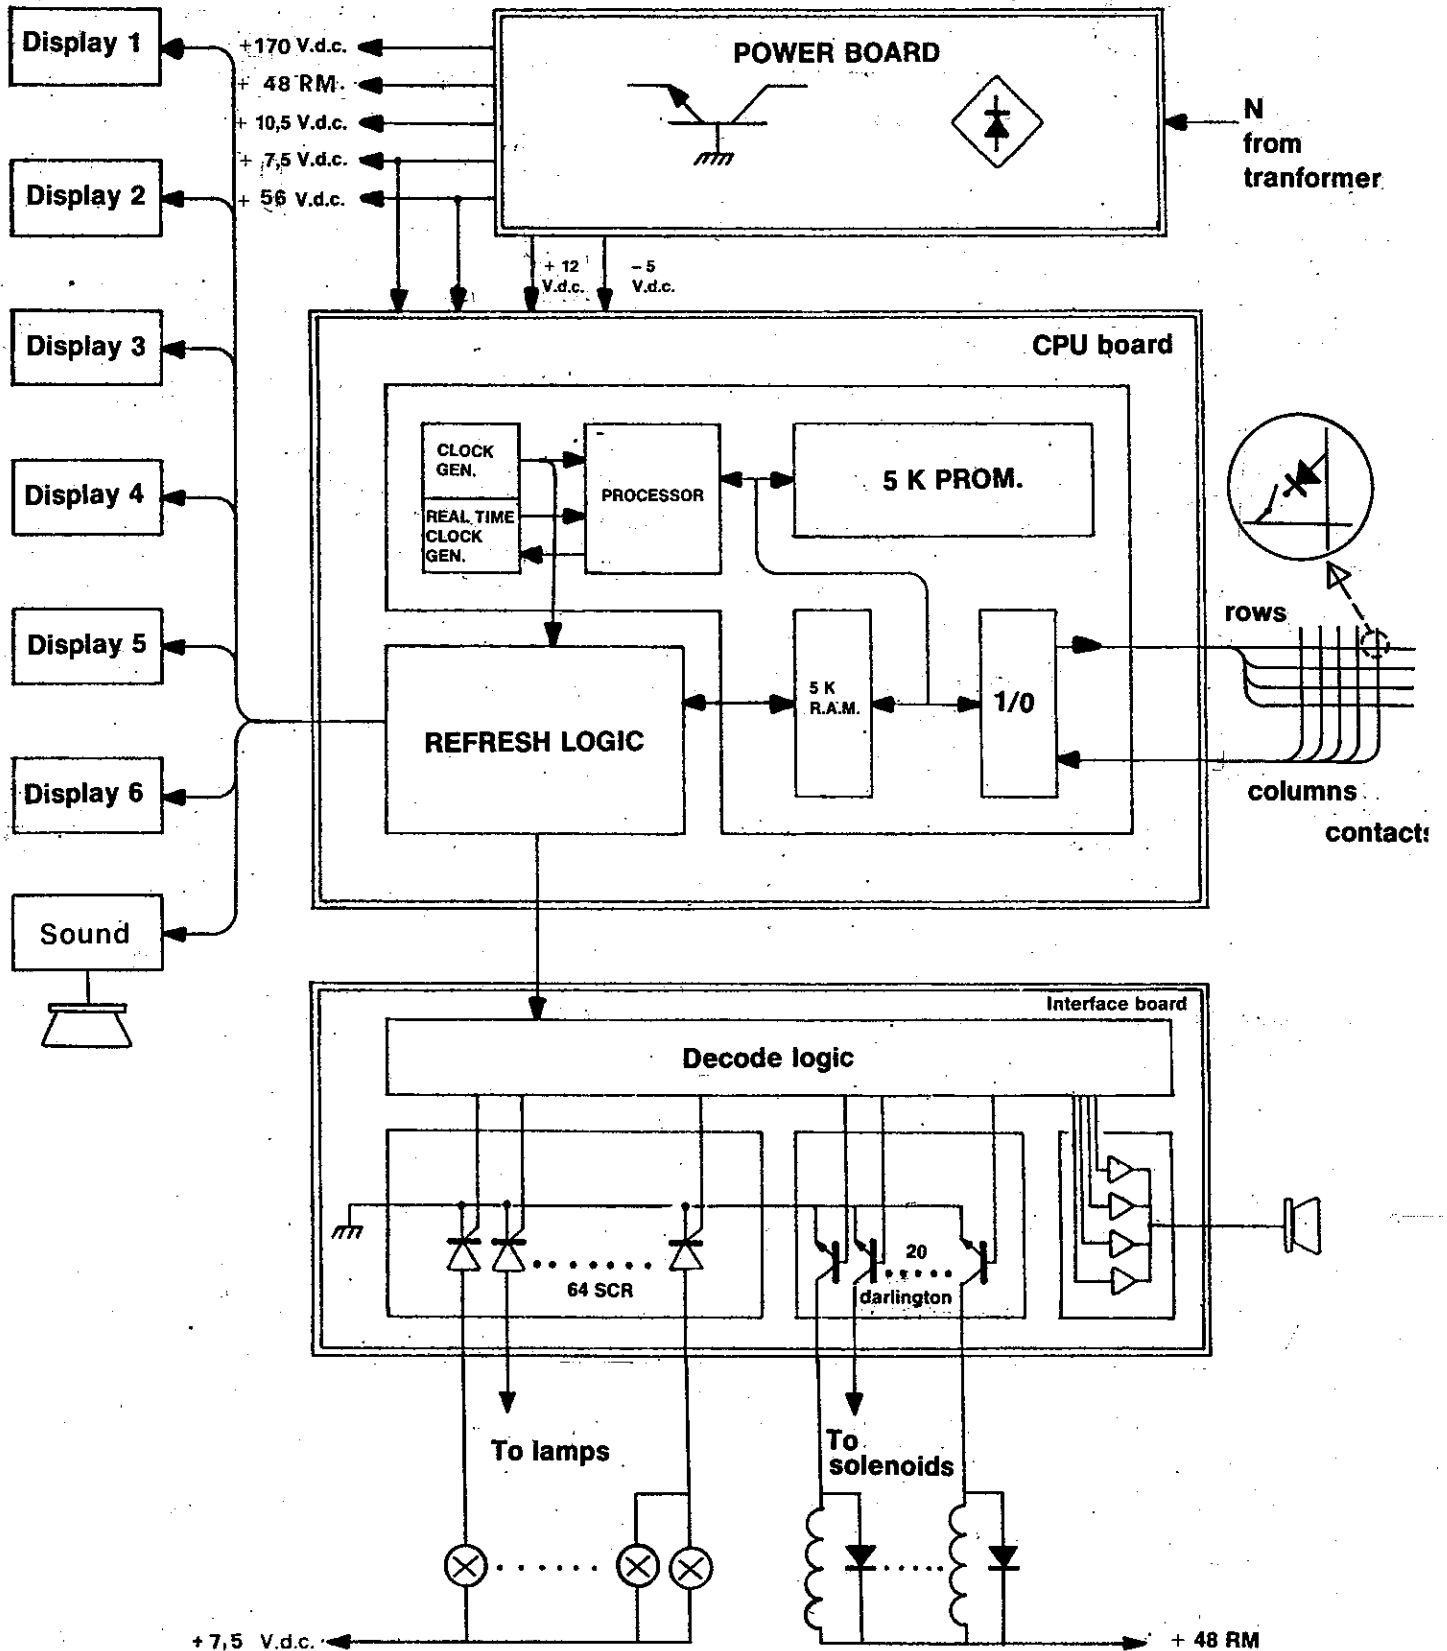 Display 1
Display 2
Display 3
Display 4
Display 5
Display 6
Sound
+170 V.d.c.
+ 48 RM.
+ 10,5 V.d.c.
+ 7,5 V.d.c.
+ 56 V.d.c.
POWER BOARD
N
from
tranformer
+ 12
V.d.c.
- 5
V.d.c.
CPU board
CLOCK
GEN.
REAL TIME
CLOCK
GEN.
PROCESSOR
5 K PROM.
REFRESH LOGIC
5 K
R.A.M.
1/0
rows
columns
contacts
Interface board
Decode logic
64 SCR
20
darlington
To lamps
To
solenoids
+ 7,5 V.d.c.
+ 48 RM